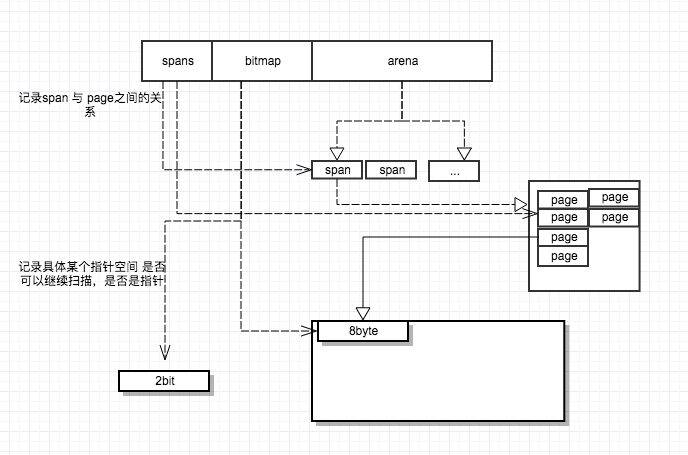 spans
bitmap
arena
记录span 与 page之间的关
系
span
span
...
page
page
page
page
page
page
记录具体某个指针空间 是否
可以继续扫描，是否是指针
8byte
2bit